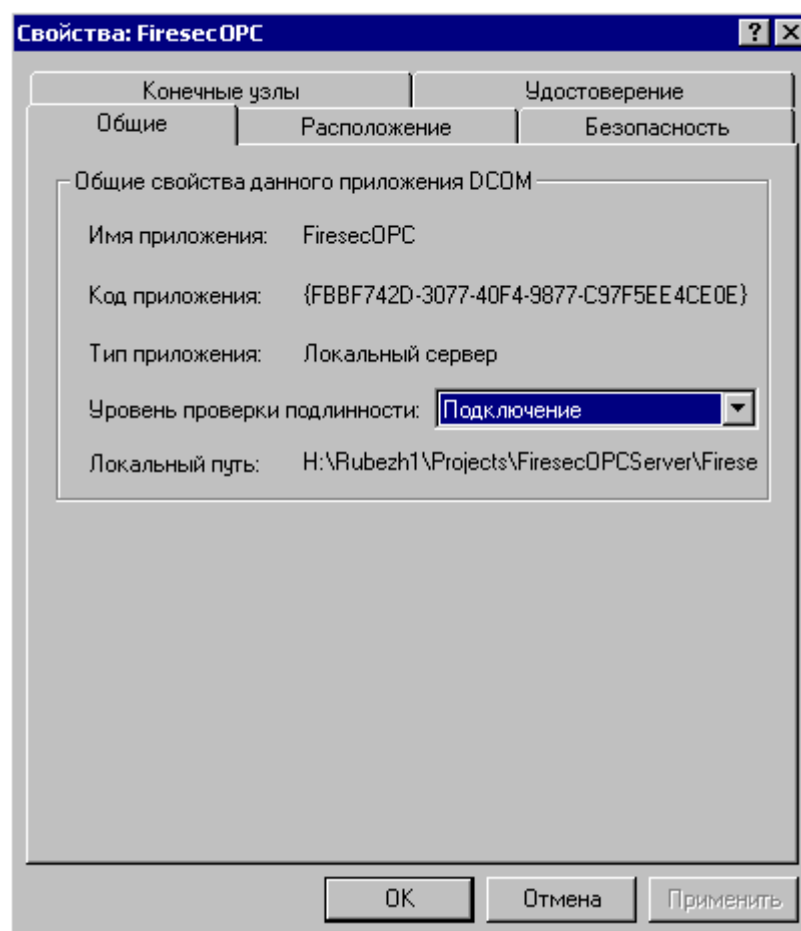 Свойства: FiresecOPC
Конечные узлы Удостоверение
Общие Расположение Безопасность
Общие свойства данного приложения DCOM
Имя приложения: FiresecOPC
Код приложения: {FBBF742D-3077-40F4-9877-C97F5EE4CE0E}
Тип приложения: Локальный сервер
Уровень проверки подлинности: Подключение
Локальный путь: H:\Rubezh1\Projects\FiresecOPCServer\Firese
OK Отмена Применить